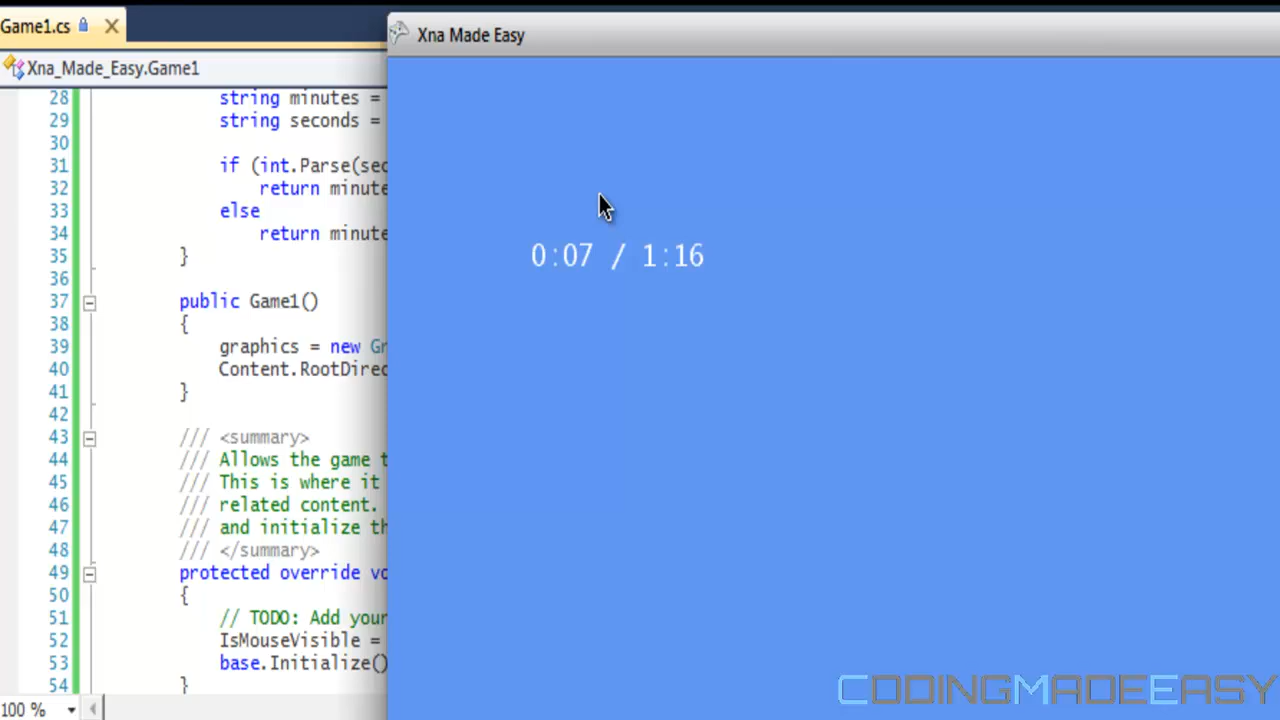 Game1.cs
Xna Made Easy
Xna_Made_Easy.Game1
28 string minutes =
29 string seconds =
30
31 if (int.Parse(sec
32 return minute
33 else
34 return minute
35 }
36
37 public Game1()
38 {
39 graphics = new Gr
40 Content.RootDirec
41 }
42
43 /// <summary>
44 /// Allows the game t
45 /// This is where it
46 /// related content.
47 /// and initialize th
48 /// </summary>
49 protected override vo
50 {
51 // TODO: Add your
52 IsMouseVisible =
53 base.Initialize()
54 }
100 %
0:07 / 1:16
CODINGMADEEASY